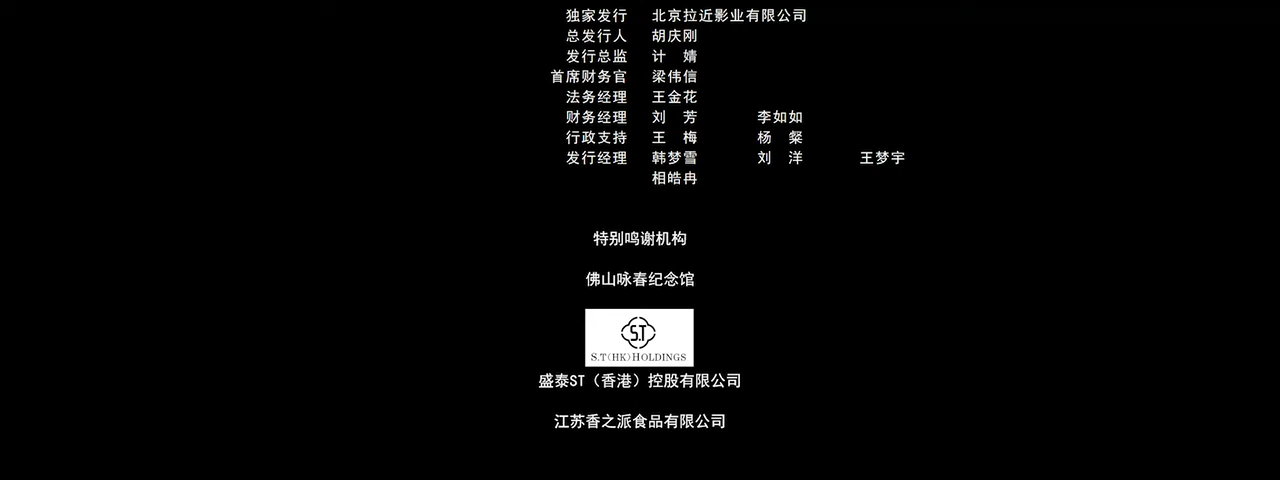 独家发行 北京拉近影业有限公司
总发行人 胡庆刚
发行总监 计 婧
首席财务官 梁伟信
法务经理 王金花
财务经理 刘 芳 李如如
行政支持 王 梅 杨 粲
发行经理 韩梦雪 刘 洋 王梦宇
相皓冉
特别鸣谢机构
佛山咏春纪念馆
S.T
S.T(HK)HOLDINGS
盛泰ST（香港）控股有限公司
江苏香之派食品有限公司